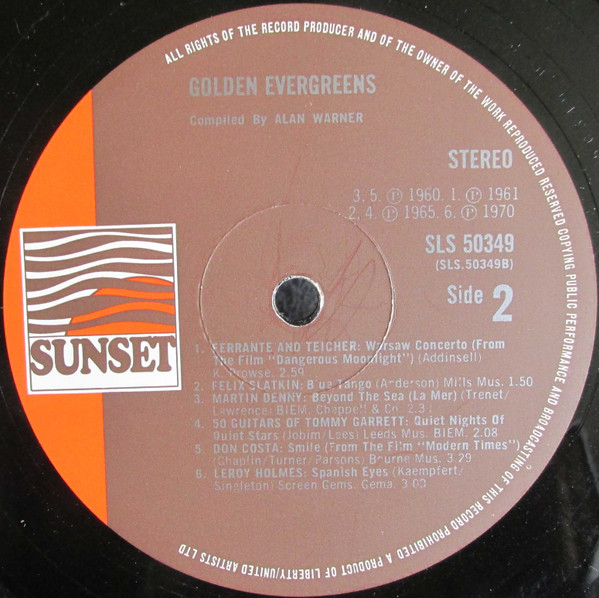 ALL RIGHTS OF THE RECORD PRODUCER AND OF THE OWNER OF THE WORK REPRODUCED RESERVED COPYING PUBLIC PERFORMANCE AND BROADCASTING OF THIS RECORD PROHIBITED A PRODUCT OF LIBERTY/UNITED ARTISTS LTD
GOLDEN EVERGREENS
Compiled By ALAN WARNER
STEREO
3, 5. ℗ 1960. 1. ℗ 1961
2, 4. ℗ 1965. 6. ℗ 1970
SLS 50349
(SLS.50349B)
Side 2
SUNSET
1. FERRANTE AND TEICHER: Warsaw Concerto (From
The Film "Dangerous Moonlight") (Addinsell)
K. Prowse. 2.59
2. FELIX SLATKIN: Blue Tango (Anderson) Mills Mus. 1.50
3. MARTIN DENNY: Beyond The Sea (La Mer) (Trenet/
Lawrence) BIEM. Chappell & Co.
4. 50 GUITARS OF TOMMY GARRETT: Quiet Nights Of
Quiet Stars (Jobim/Lees) Leeds Mus. BIEM. 2.08
5. DON COSTA: Smile (From The Film "Modern Times")
(Chaplin/Turner/Parsons) Bourne Mus. 3.29
6. LEROY HOLMES: Spanish Eyes (Kaempfert/
Singleton) Screen Gems. Gema.